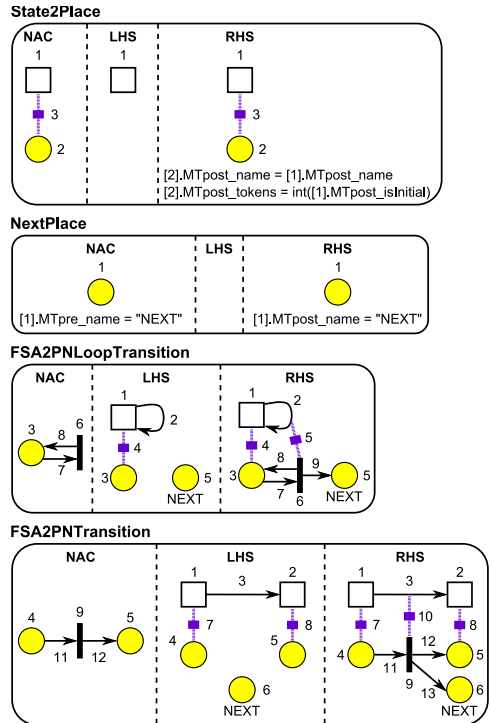 State2Place
NAC LHS RHS
1 1 1
3 3
2 2
[2].MTpost_name = [1].MTpost_name
[2].MTpost_tokens = int([1].MTpost_isInitial)
NextPlace
NAC LHS RHS
1 1
[1].MTpre_name = "NEXT" [1].MTpost_name = "NEXT"
FSA2PNLoopTransition
NAC LHS RHS
1 1 2
3 6 2
8 4 4 5
7 3 5 3 8 9 5
NEXT 7 6 NEXT
FSA2PNTransition
NAC LHS RHS
1 3 2 1 3 2
4 9 5 7 8 7 10 8
11 12 4 5 4 12 5
6 11 9 13 6
NEXT NEXT